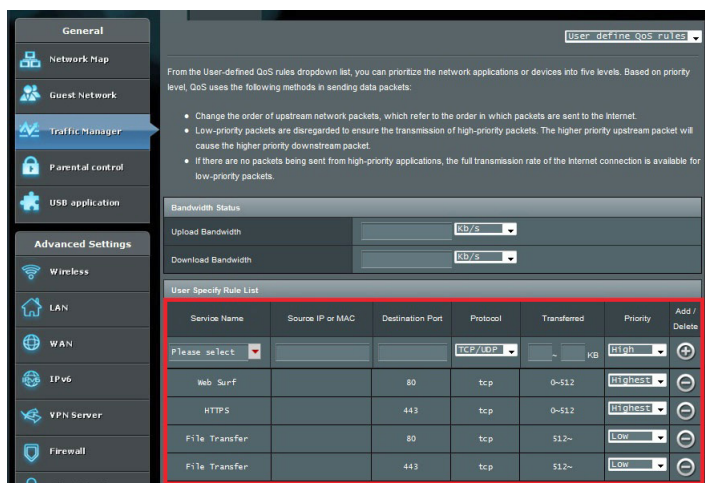 General
Network Map
Guest Network
Traffic Manager
Parental control
USB application
Advanced Settings
Wireless
LAN
WAN
IPv6
VPN Server
Firewall
User define QoS rules
From the User-defined QoS rules dropdown list, you can prioritize the network applications or devices into five levels. Based on priority
level, QoS uses the following methods in sending data packets:
Change the order of upstream network packets, which refer to the order in which packets are sent to the Internet.
Low-priority packets are disregarded to ensure the transmission of high-priority packets. The higher priority upstream packet will
cause the higher priority downstream packet.
If there are no packets being sent from high-priority applications, the full transmission rate of the Internet connection is available for
low-priority packets.
Bandwidth Status
Upload Bandwidth Kb/s
Download Bandwidth Kb/s
User Specify Rule List
Service Name Source IP or MAC Destination Port Protocol Transferred Priority Add / Delete
Please select TCP/UDP ~ KB High
Web Surf 80 tcp 0~512 Highest
HTTPS 443 tcp 0~512 Highest
File Transfer 80 tcp 512~ Low
File Transfer 443 tcp 512~ Low